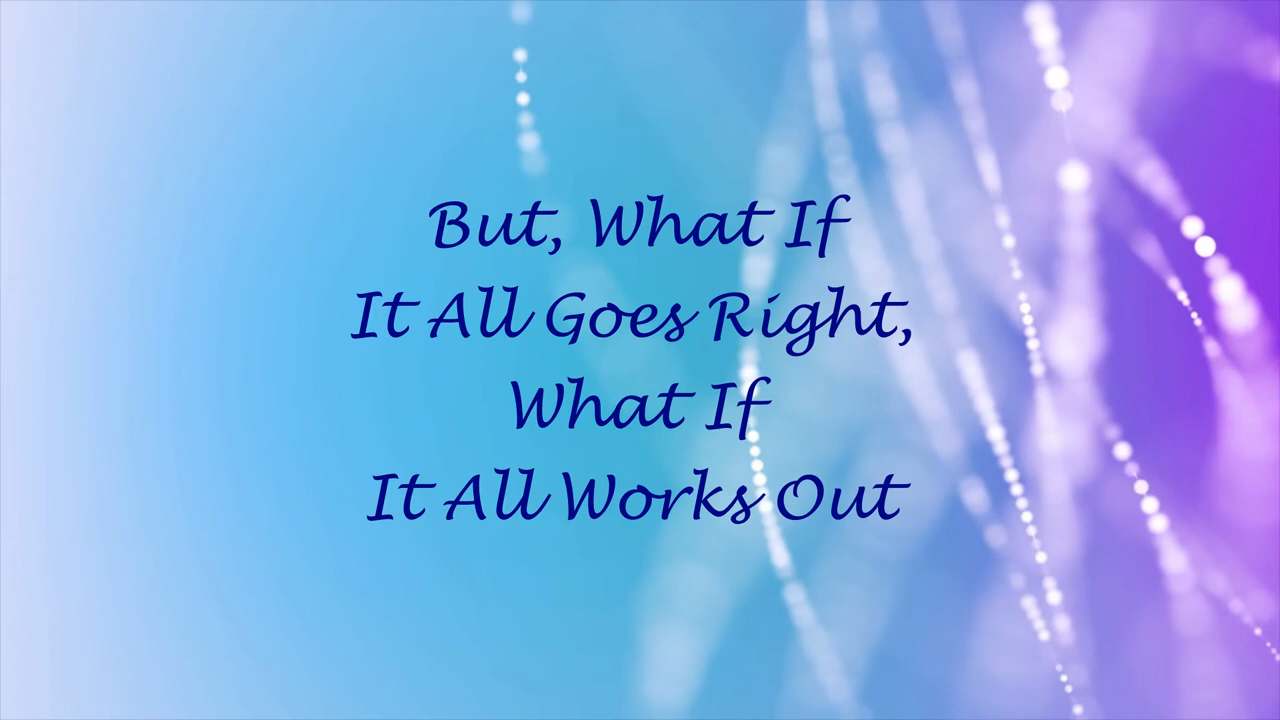 But, What If
It All Goes Right,
What If
It All Works Out